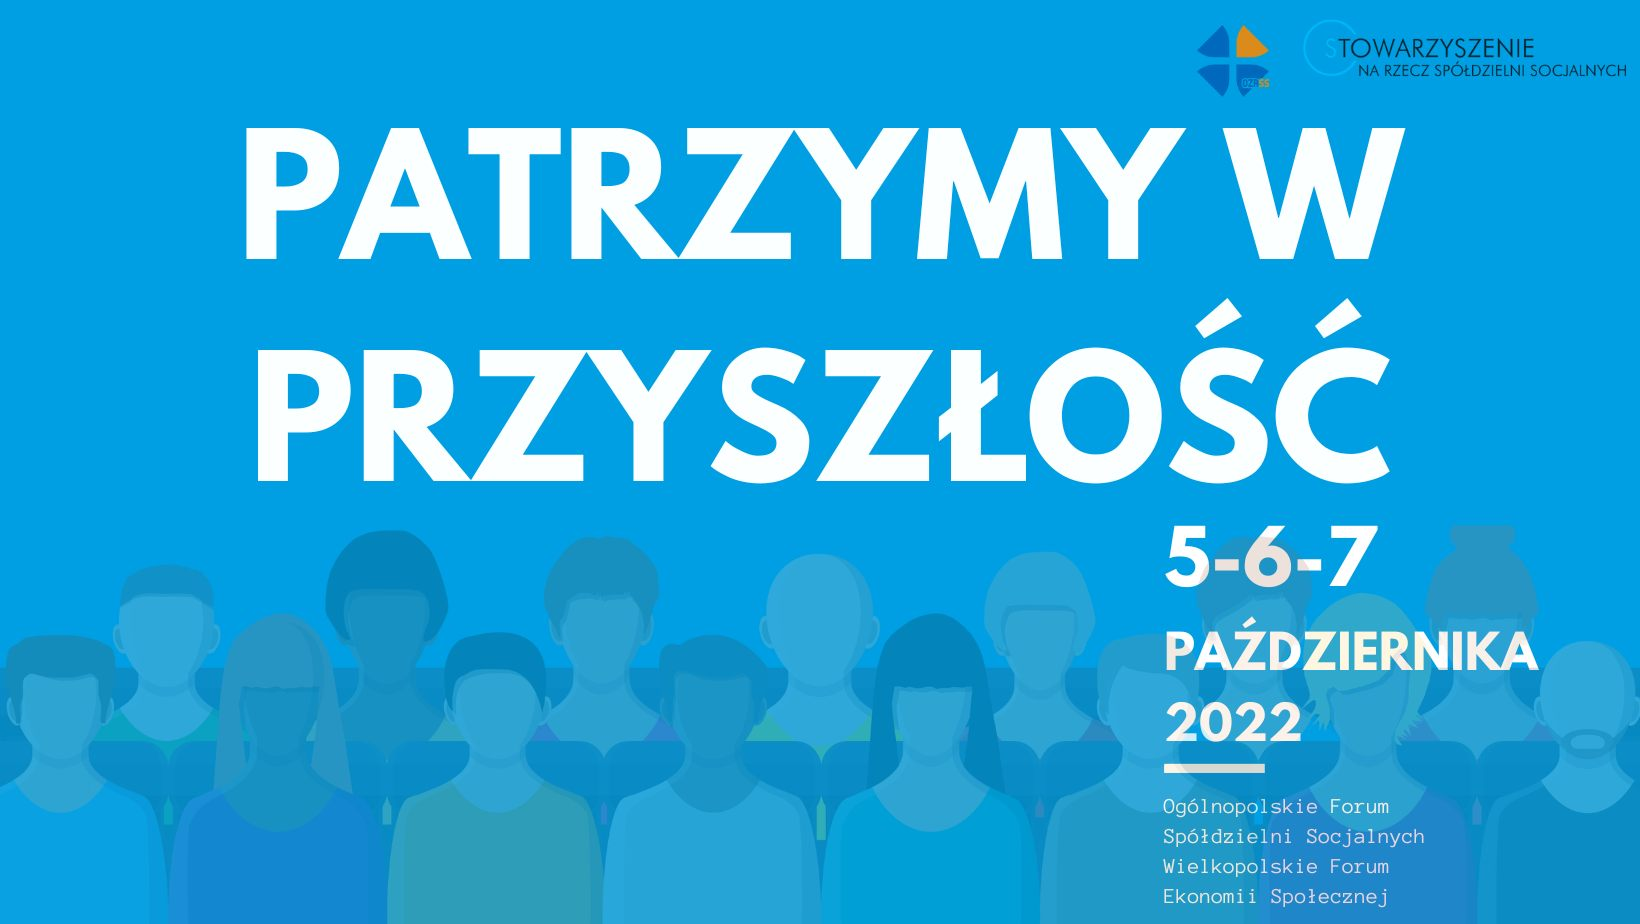 OZRSS
STOWARZYSZENIE
NA RZECZ SPÓŁDZIELNI SOCJALNYCH
PATRZYMY W
PRZYSZŁOŚĆ
5-6-7
PAŹDZIERNIKA
2022
Ogólnopolskie Forum
Spółdzielni Socjalnych
Wielkopolskie Forum
Ekonomii Społecznej